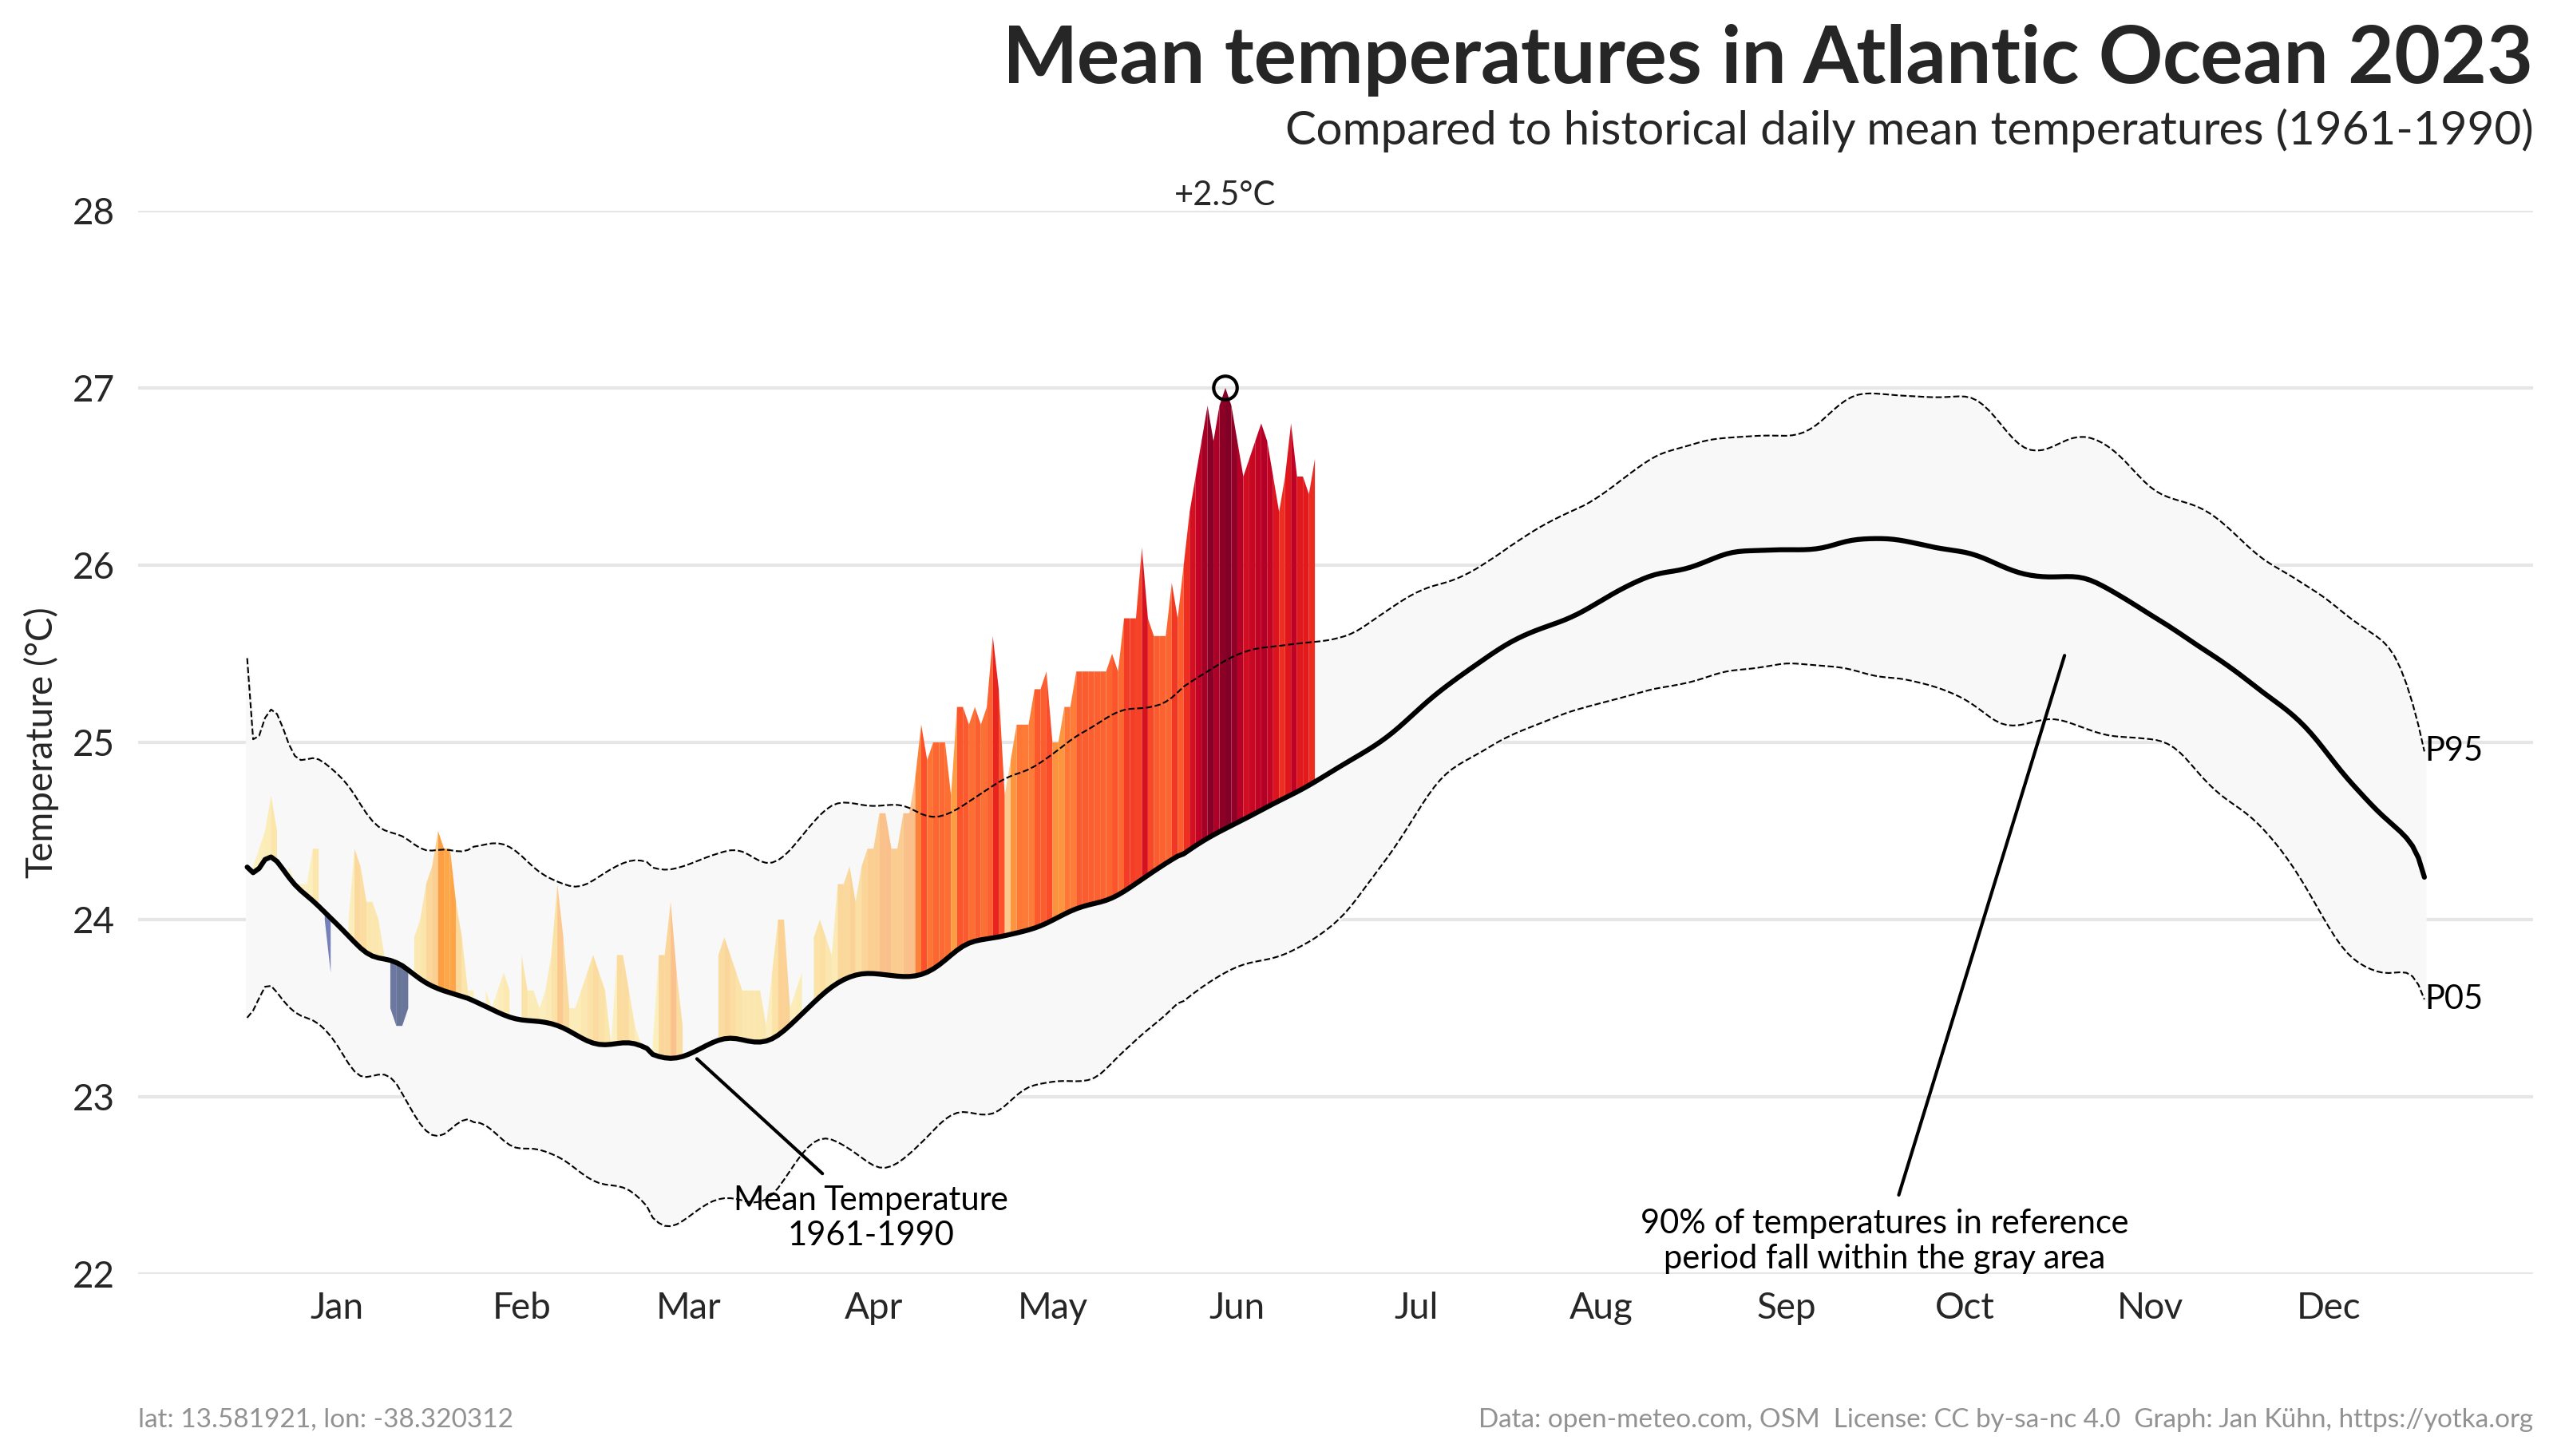 Mean temperatures in Atlantic Ocean 2023
Compared to historical daily mean temperatures (1961-1990)
+2.5°C
28
27
26
25
24
23
22
Temperature (°C)
P95
P05
Mean Temperature
1961-1990
90% of temperatures in reference
period fall within the gray area
Jan Feb Mar Apr May Jun Jul Aug Sep Oct Nov Dec
lat: 13.581921, lon: -38.320312
Data: open-meteo.com, OSM  License: CC by-sa-nc 4.0  Graph: Jan Kühn, https://yotka.org